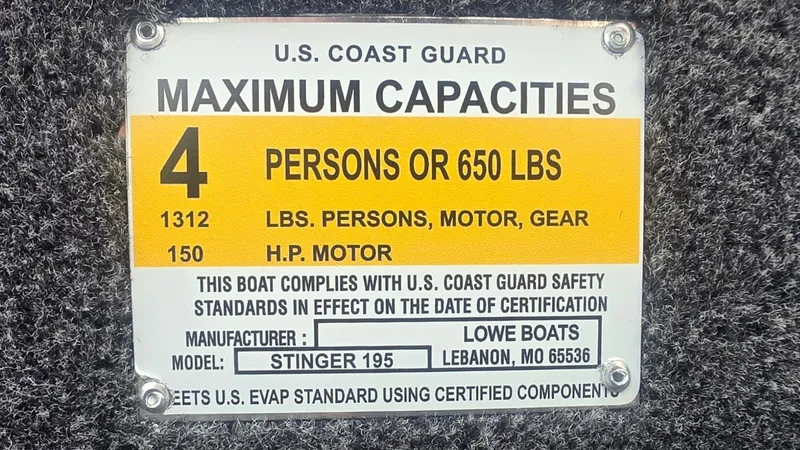 U.S. COAST GUARD
MAXIMUM CAPACITIES
4 PERSONS OR 650 LBS
1312 LBS. PERSONS, MOTOR, GEAR
150 H.P. MOTOR
THIS BOAT COMPLIES WITH U.S. COAST GUARD SAFETY
STANDARDS IN EFFECT ON THE DATE OF CERTIFICATION
MANUFACTURER : LOWE BOATS
MODEL: STINGER 195 LEBANON, MO 65536
EETS U.S. EVAP STANDARD USING CERTIFIED COMPONENTS